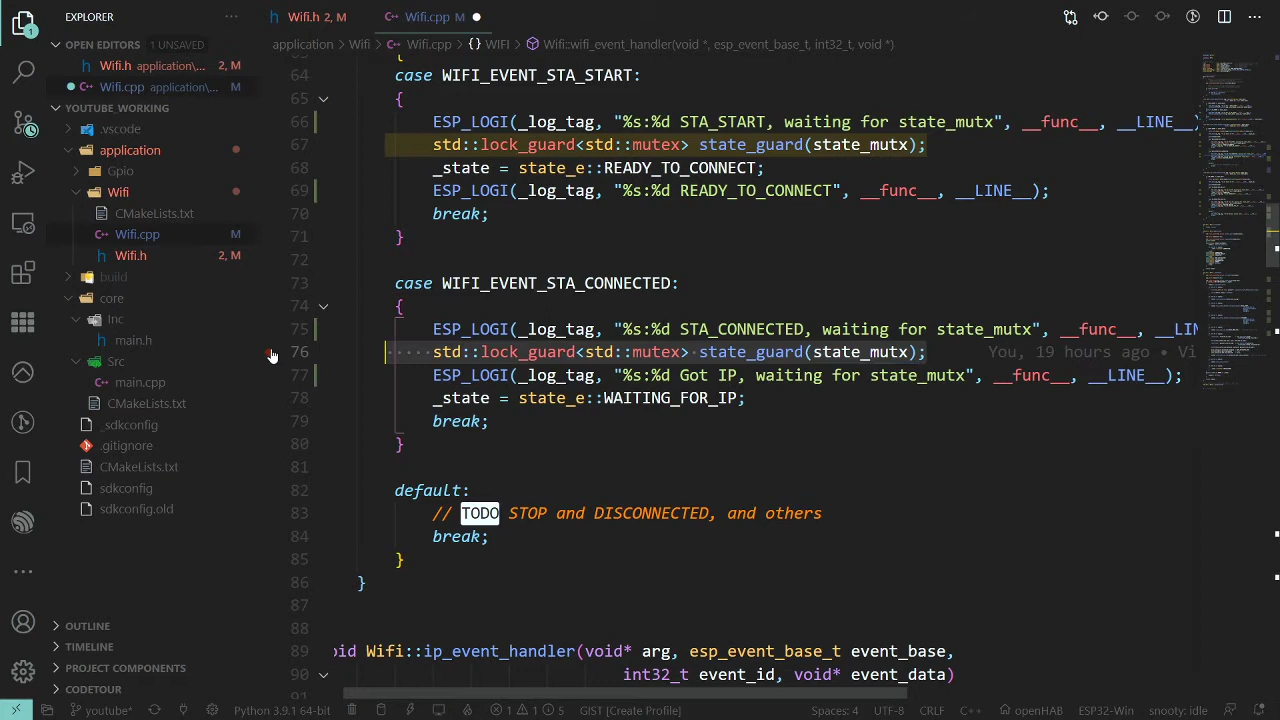 EXPLORER
Wifi.h 2, M
Wifi.cpp M
OPEN EDITORS 1 UNSAVED
application > Wifi > Wifi.cpp > {} WIFI > Wifi::wifi_event_handler(void *, esp_event_base_t, int32_t, void *)
Wifi.h application\... 2, M
Wifi.cpp application\... M
YOUTUBE_WORKING
.vscode
application
Gpio
Wifi
CMakeLists.txt
Wifi.cpp M
Wifi.h 2, M
build
core
Inc
main.h
Src
main.cpp
CMakeLists.txt
_sdkconfig
.gitignore
CMakeLists.txt
sdkconfig
sdkconfig.old
OUTLINE
TIMELINE
PROJECT COMPONENTS
CODETOUR
{
64 case WIFI_EVENT_STA_START:
65 {
66 ESP_LOGI(_log_tag, "%s:%d STA_START, waiting for state_mutx", __func__, __LINE__)
67 std::lock_guard<std::mutex> state_guard(state_mutx);
68 _state = state_e::READY_TO_CONNECT;
69 ESP_LOGI(_log_tag, "%s:%d READY_TO_CONNECT", __func__, __LINE__);
70 break;
71 }
72
73 case WIFI_EVENT_STA_CONNECTED:
74 {
75 ESP_LOGI(_log_tag, "%s:%d STA_CONNECTED, waiting for state_mutx", __func__, __LI
76 std::lock_guard<std::mutex> state_guard(state_mutx); You, 19 hours ago • Vi
77 ESP_LOGI(_log_tag, "%s:%d Got IP, waiting for state_mutx", __func__, __LINE__);
78 _state = state_e::WAITING_FOR_IP;
79 break;
80 }
81
82 default:
83 // TODO STOP and DISCONNECTED, and others
84 break;
85 }
86 }
87
88
89 oid Wifi::ip_event_handler(void* arg, esp_event_base_t event_base,
90 int32_t event_id, void* event_data)
91
youtube* Python 3.9.1 64-bit 1 1 5 GIST [Create Profile] Spaces: 4 UTF-8 CRLF C++ openHAB ESP32-Win snooty: idle